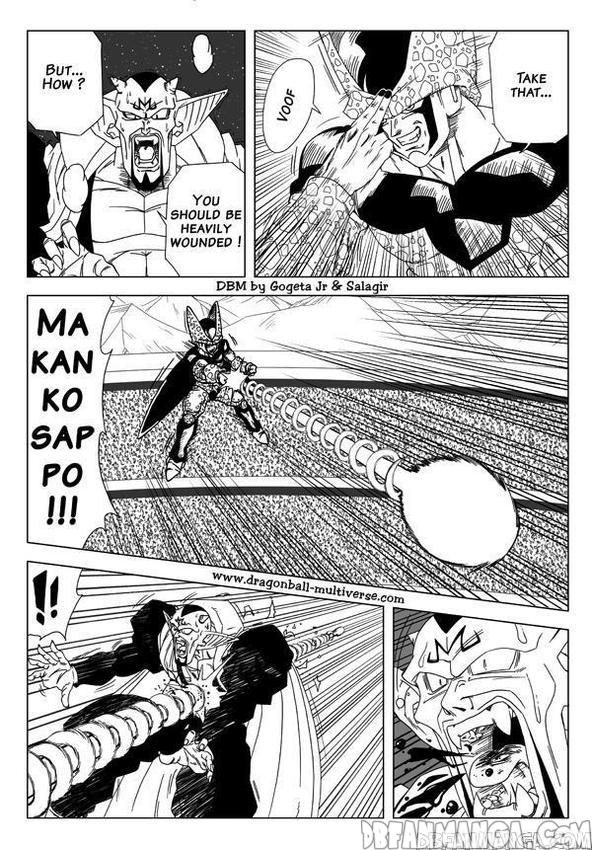 BUT...
HOW ?
YOU
SHOULD BE
HEAVILY
WOUNDED !
VOOF
TAKE
THAT...
DBM by Gogeta Jr & Salagir
MA
KAN
KO
SAP
PO
!!!
www.dragonball-multiverse.com
!!
DBFANMANGA.COM